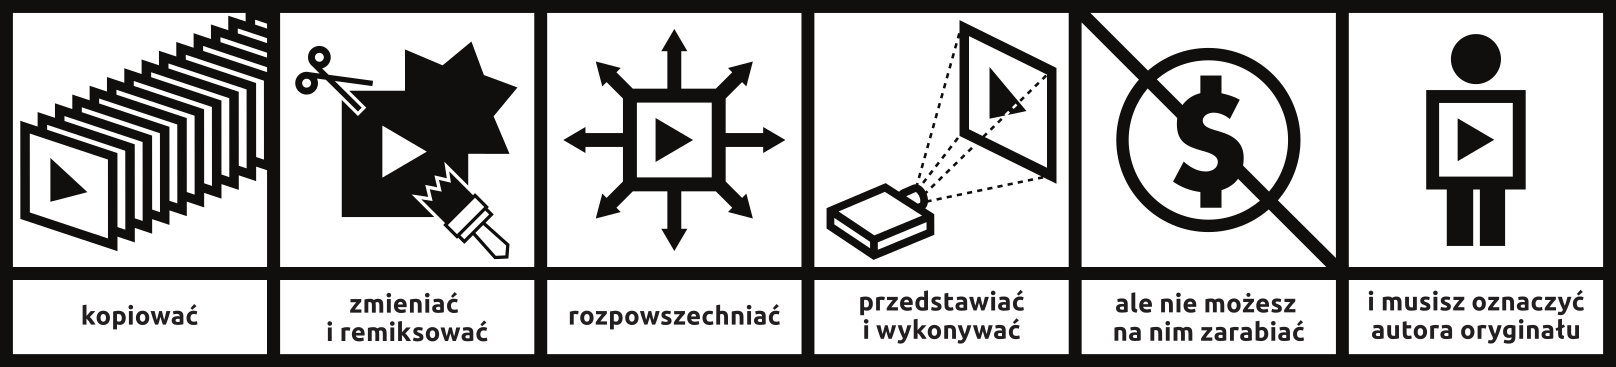 kopiować
zmieniać
i remiksować
rozpowszechniać
przedstawiać
i wykonywać
ale nie możesz
na nim zarabiać
i musisz oznaczyć
autora oryginału